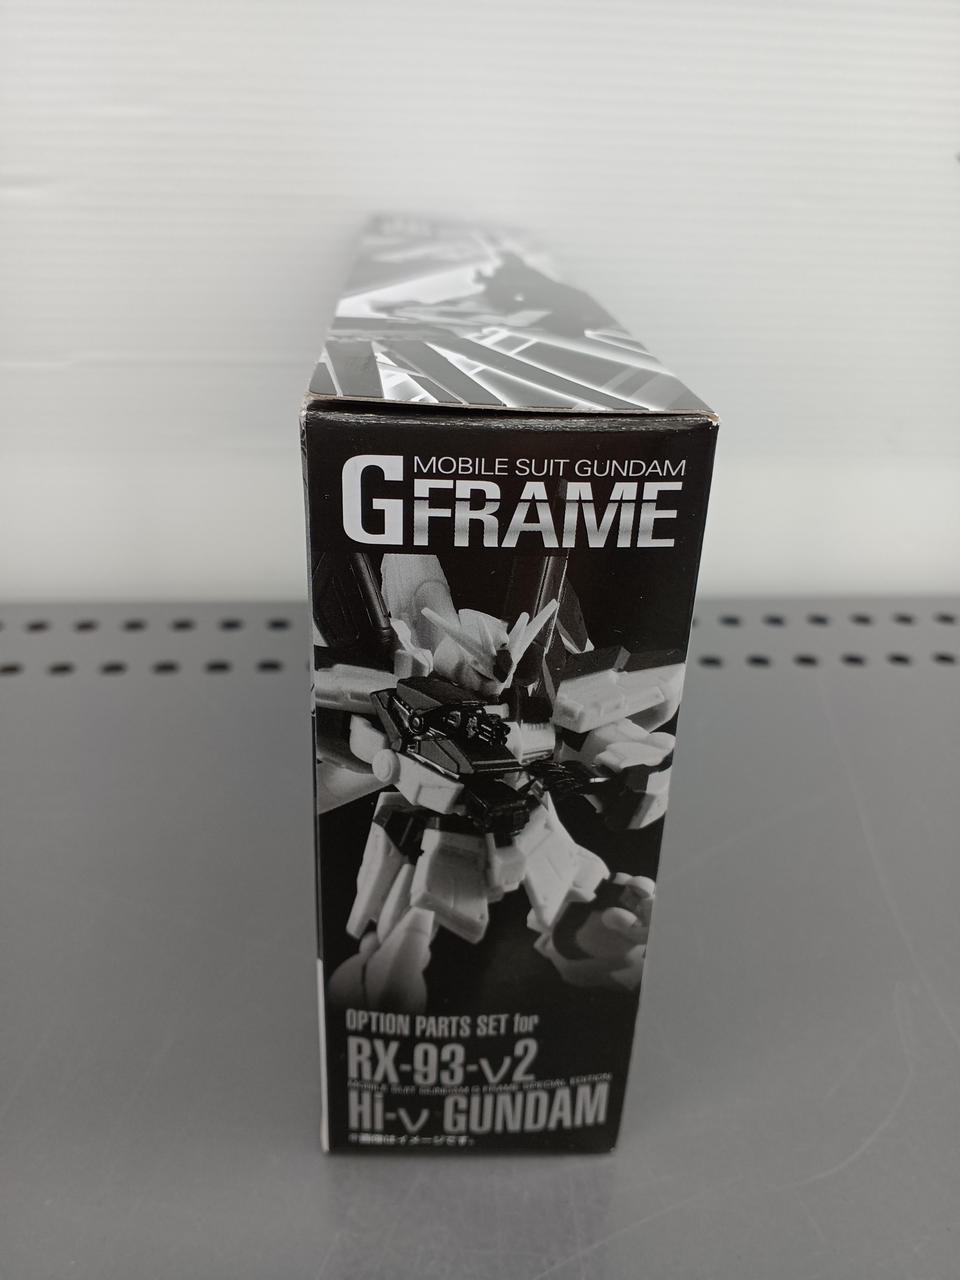 MOBILE SUIT GUNDAM
G FRAME
OPTION PARTS SET for
RX-93-ν2
MOBILE SUIT GUNDAM G FRAME SPECIAL EDITION
Hi-ν GUNDAM
※画像はイメージです。